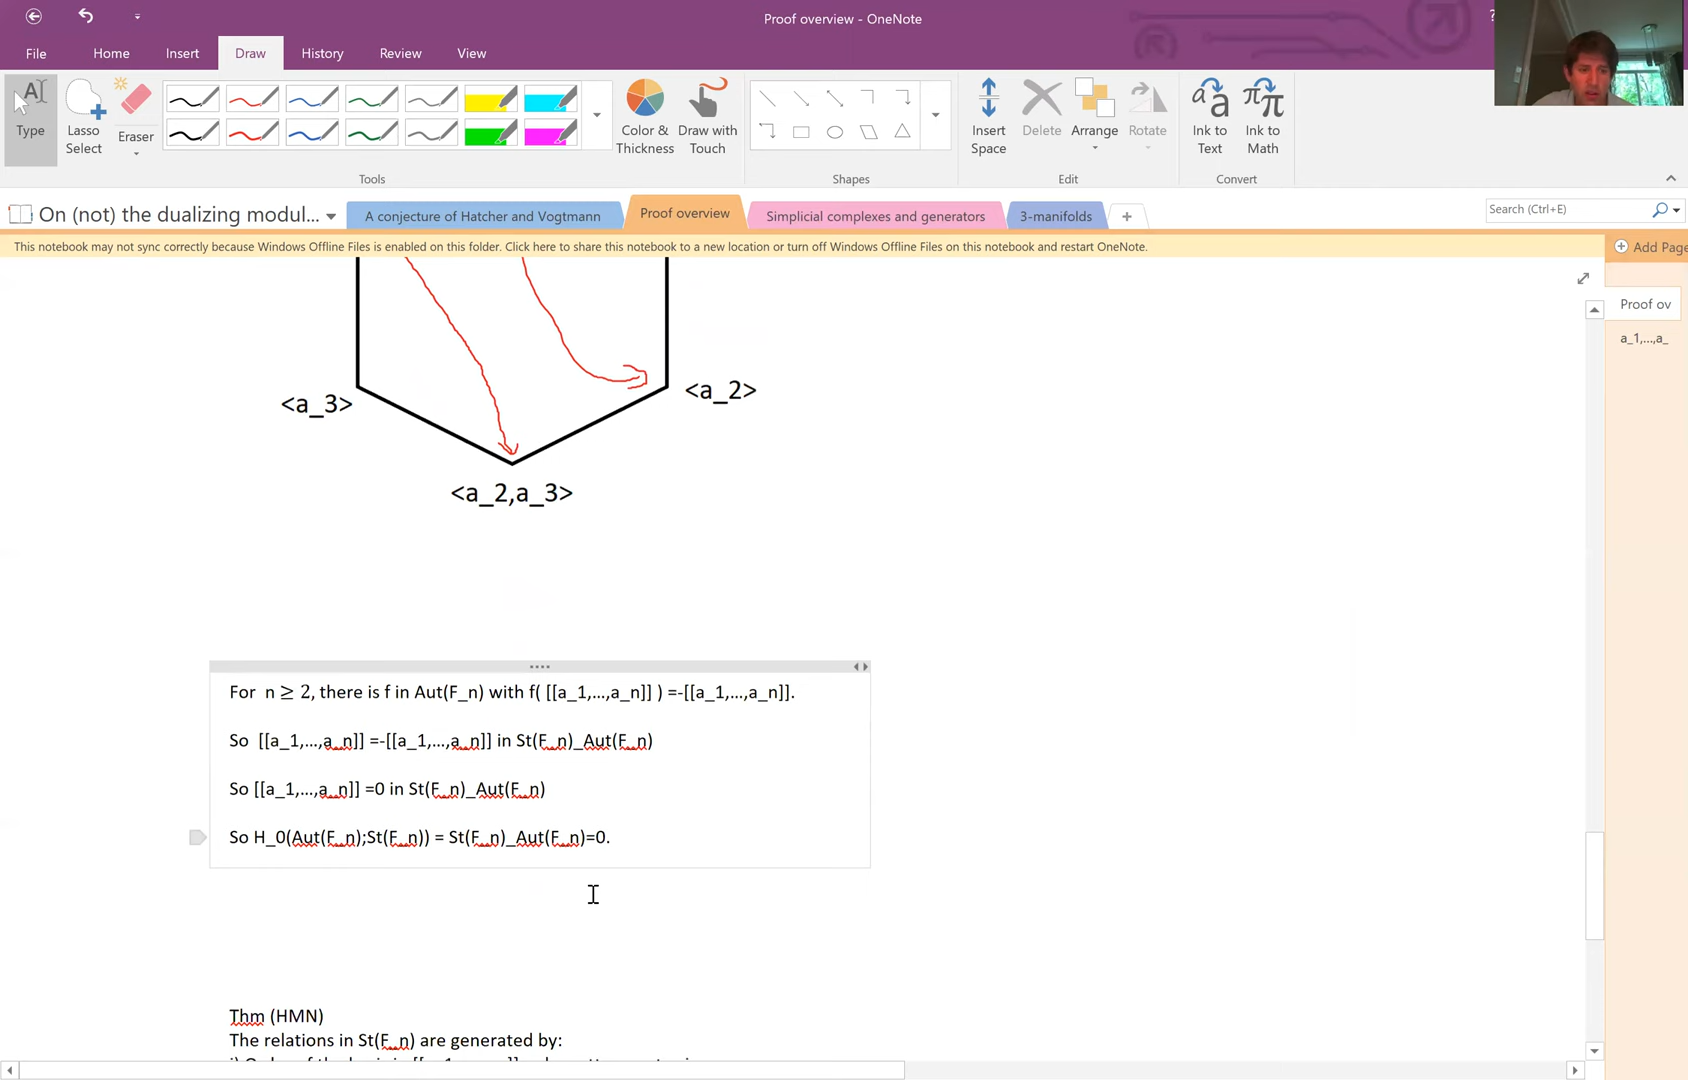 Proof overview - OneNote
?
File
Home
Insert
Draw
History
Review
View
Type
Lasso
Select
Eraser
Color &
Thickness
Draw with
Touch
Insert
Space
Delete
Arrange
Rotate
Ink to
Text
Ink to
Math
Tools
Shapes
Edit
Convert
On (not) the dualizing modul...
A conjecture of Hatcher and Vogtmann
Proof overview
Simplicial complexes and generators
3-manifolds
Search (Ctrl+E)
This notebook may not sync correctly because Windows Offline Files is enabled on this folder. Click here to share this notebook to a new location or turn off Windows Offline Files on this notebook and restart OneNote.
Add Page
Proof ov
a_1,...,a_
<a_3>
<a_2>
<a_2,a_3>
For n ≥ 2, there is f in Aut(F_n) with f( [[a_1,...,a_n]] ) =-[[a_1,...,a_n]].
So [[a_1,...,a_n]] =-[[a_1,...,a_n]] in St(F_n)_Aut(F_n)
So [[a_1,...,a_n]] =0 in St(F_n)_Aut(F_n)
So H_0(Aut(F_n);St(F_n)) = St(F_n)_Aut(F_n)=0.
Thm (HMN)
The relations in St(F_n) are generated by: